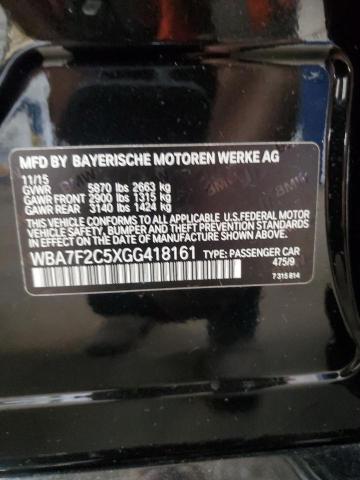 MFD BY BAYERISCHE MOTOREN WERKE AG
11/15
GVWR 5870 lbs 2663 kg
GAWR FRONT 2900 lbs 1315 kg
GAWR REAR 3140 lbs 1424 kg
THIS VEHICLE CONFORMS TO ALL APPLICABLE U.S.FEDERAL MOTOR
VEHICLE SAFETY, BUMPER, AND THEFT PREVENTION STANDARDS IN
EFFECT ON THE DATE OF MANUFACTURE SHOWN ABOVE.
WBA7F2C5XGG418161 TYPE: PASSENGER CAR
475/9
7 315 814